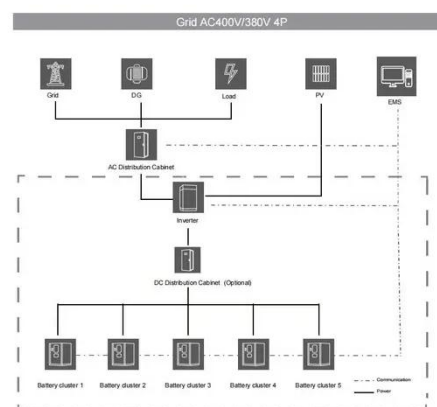 Grid AC400V/380V 4P
Grid
DG
Load
PV
EMS
AC Distribution Cabinet
Inverter
DC Distribution Cabinet (Optional)
Battery cluster 1
Battery cluster 2
Battery cluster 3
Battery cluster 4
Battery cluster 5
Communication
Power